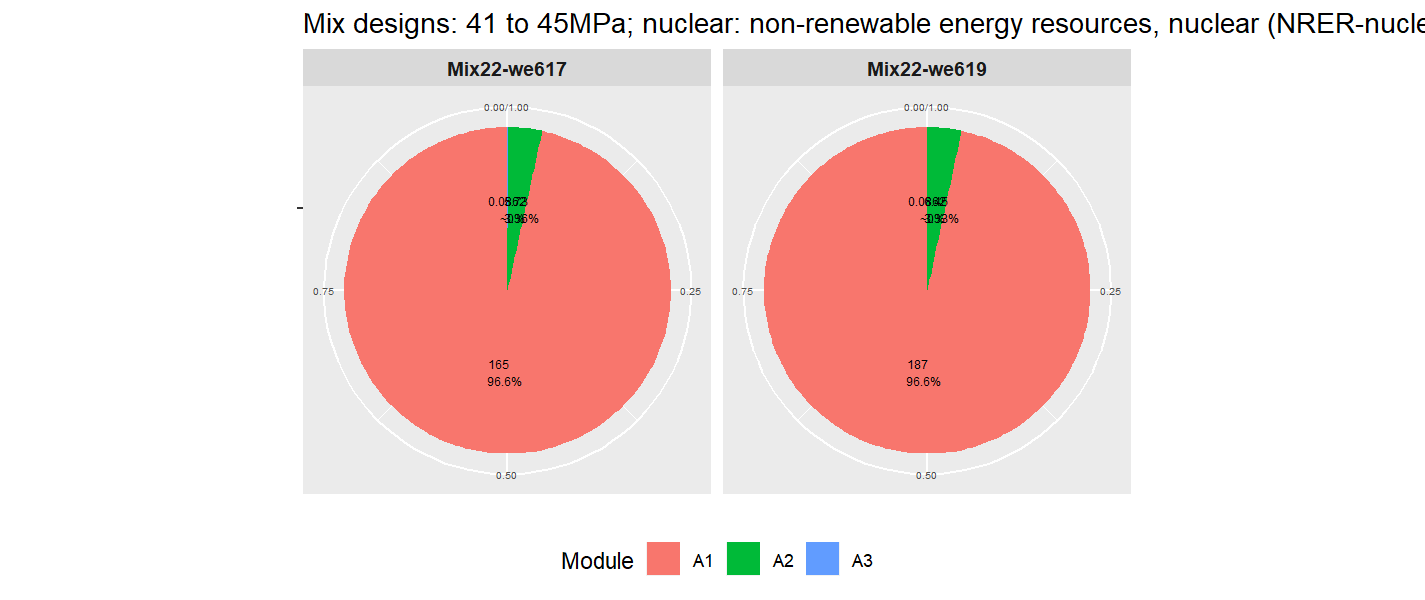 Mix designs: 41 to 45MPa; nuclear: non-renewable energy resources, nuclear (NRER-nucle
Mix22-we617
Mix22-we619
0.00/1.00
0.00/1.00
0.75
0.25
0.75
0.25
165
96.6%
187
96.6%
0.50
0.50
Module
A1
A2
A3